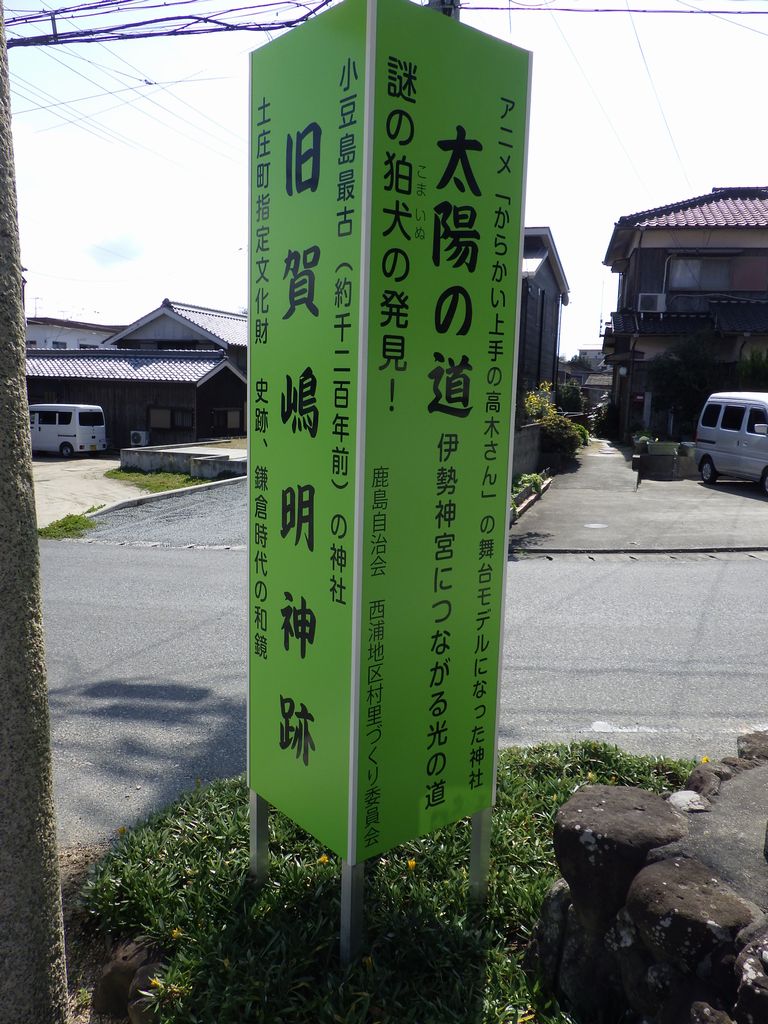 アニメ「からかい上手の高木さん」の舞台モデルになった神社
太陽の道 伊勢神宮につながる光の道
謎の狛犬の発見！
こま いぬ
鹿島自治会 西浦地区村里づくり委員会
小豆島最古（約千二百年前）の神社
旧賀嶋明神跡
土庄町指定文化財 史跡、鎌倉時代の和鏡